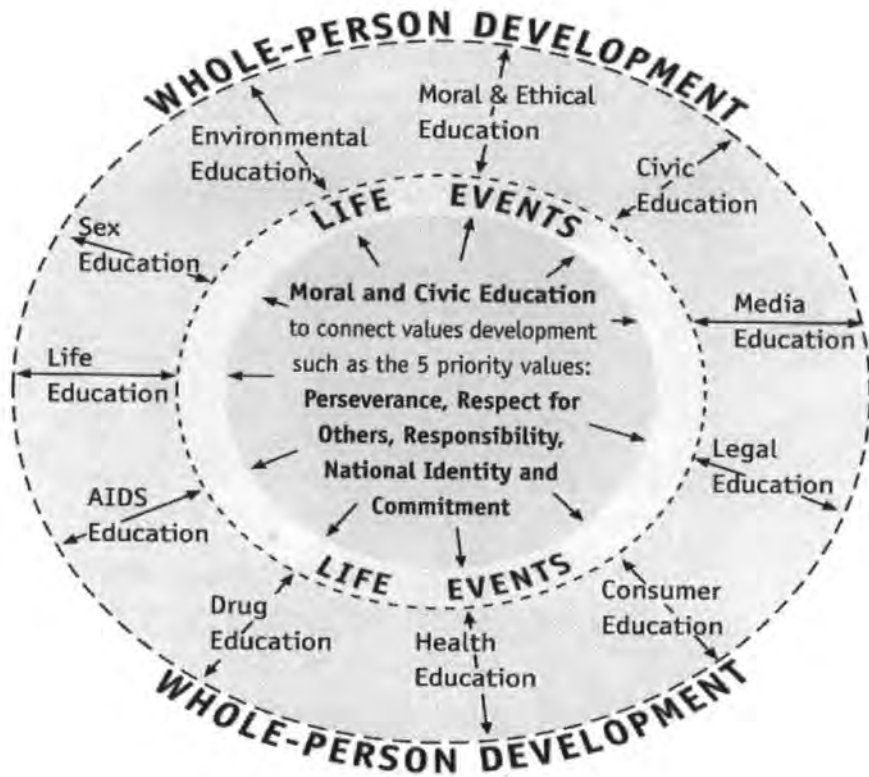 WHOLE-PERSON DEVELOPMENT
Moral & Ethical
Education
Environmental
Education
Civic
Education
Sex
Education
LIFE EVENTS
Moral and Civic Education
to connect values development
such as the 5 priority values:
Perseverance, Respect for
Others, Responsibility,
National Identity and
Commitment
Media
Education
Life
Education
Legal
Education
AIDS
Education
LIFE EVENTS
Consumer
Education
Drug
Education
Health
Education
WHOLE-PERSON DEVELOPMENT